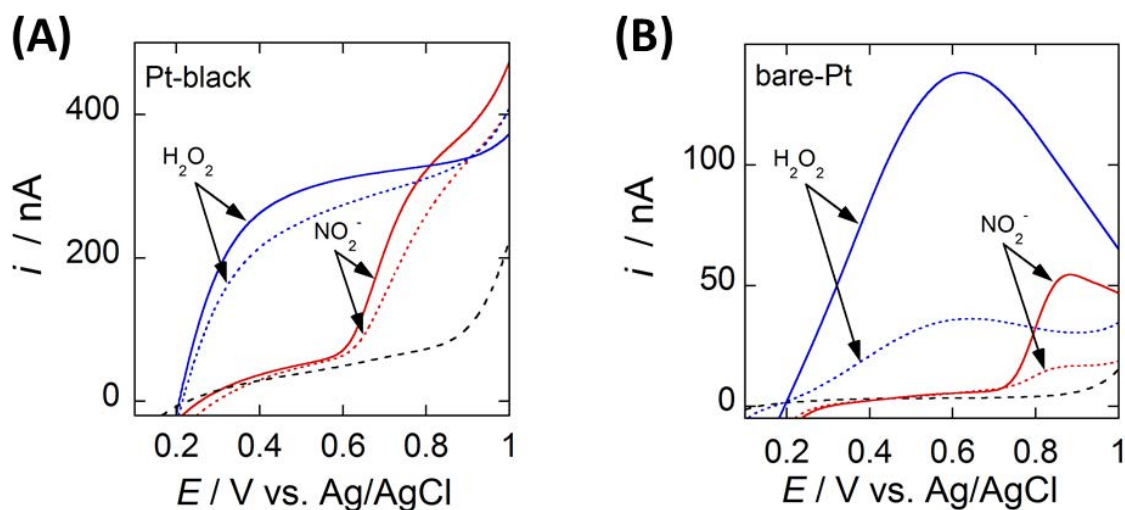 (A)
Pt-black
400
200
0
H₂O₂
NO₂⁻
i / nA
0.2 0.4 0.6 0.8 1
E / V vs. Ag/AgCl
(B)
bare-Pt
100
50
0
H₂O₂
NO₂⁻
i / nA
0.2 0.4 0.6 0.8 1
E / V vs. Ag/AgCl